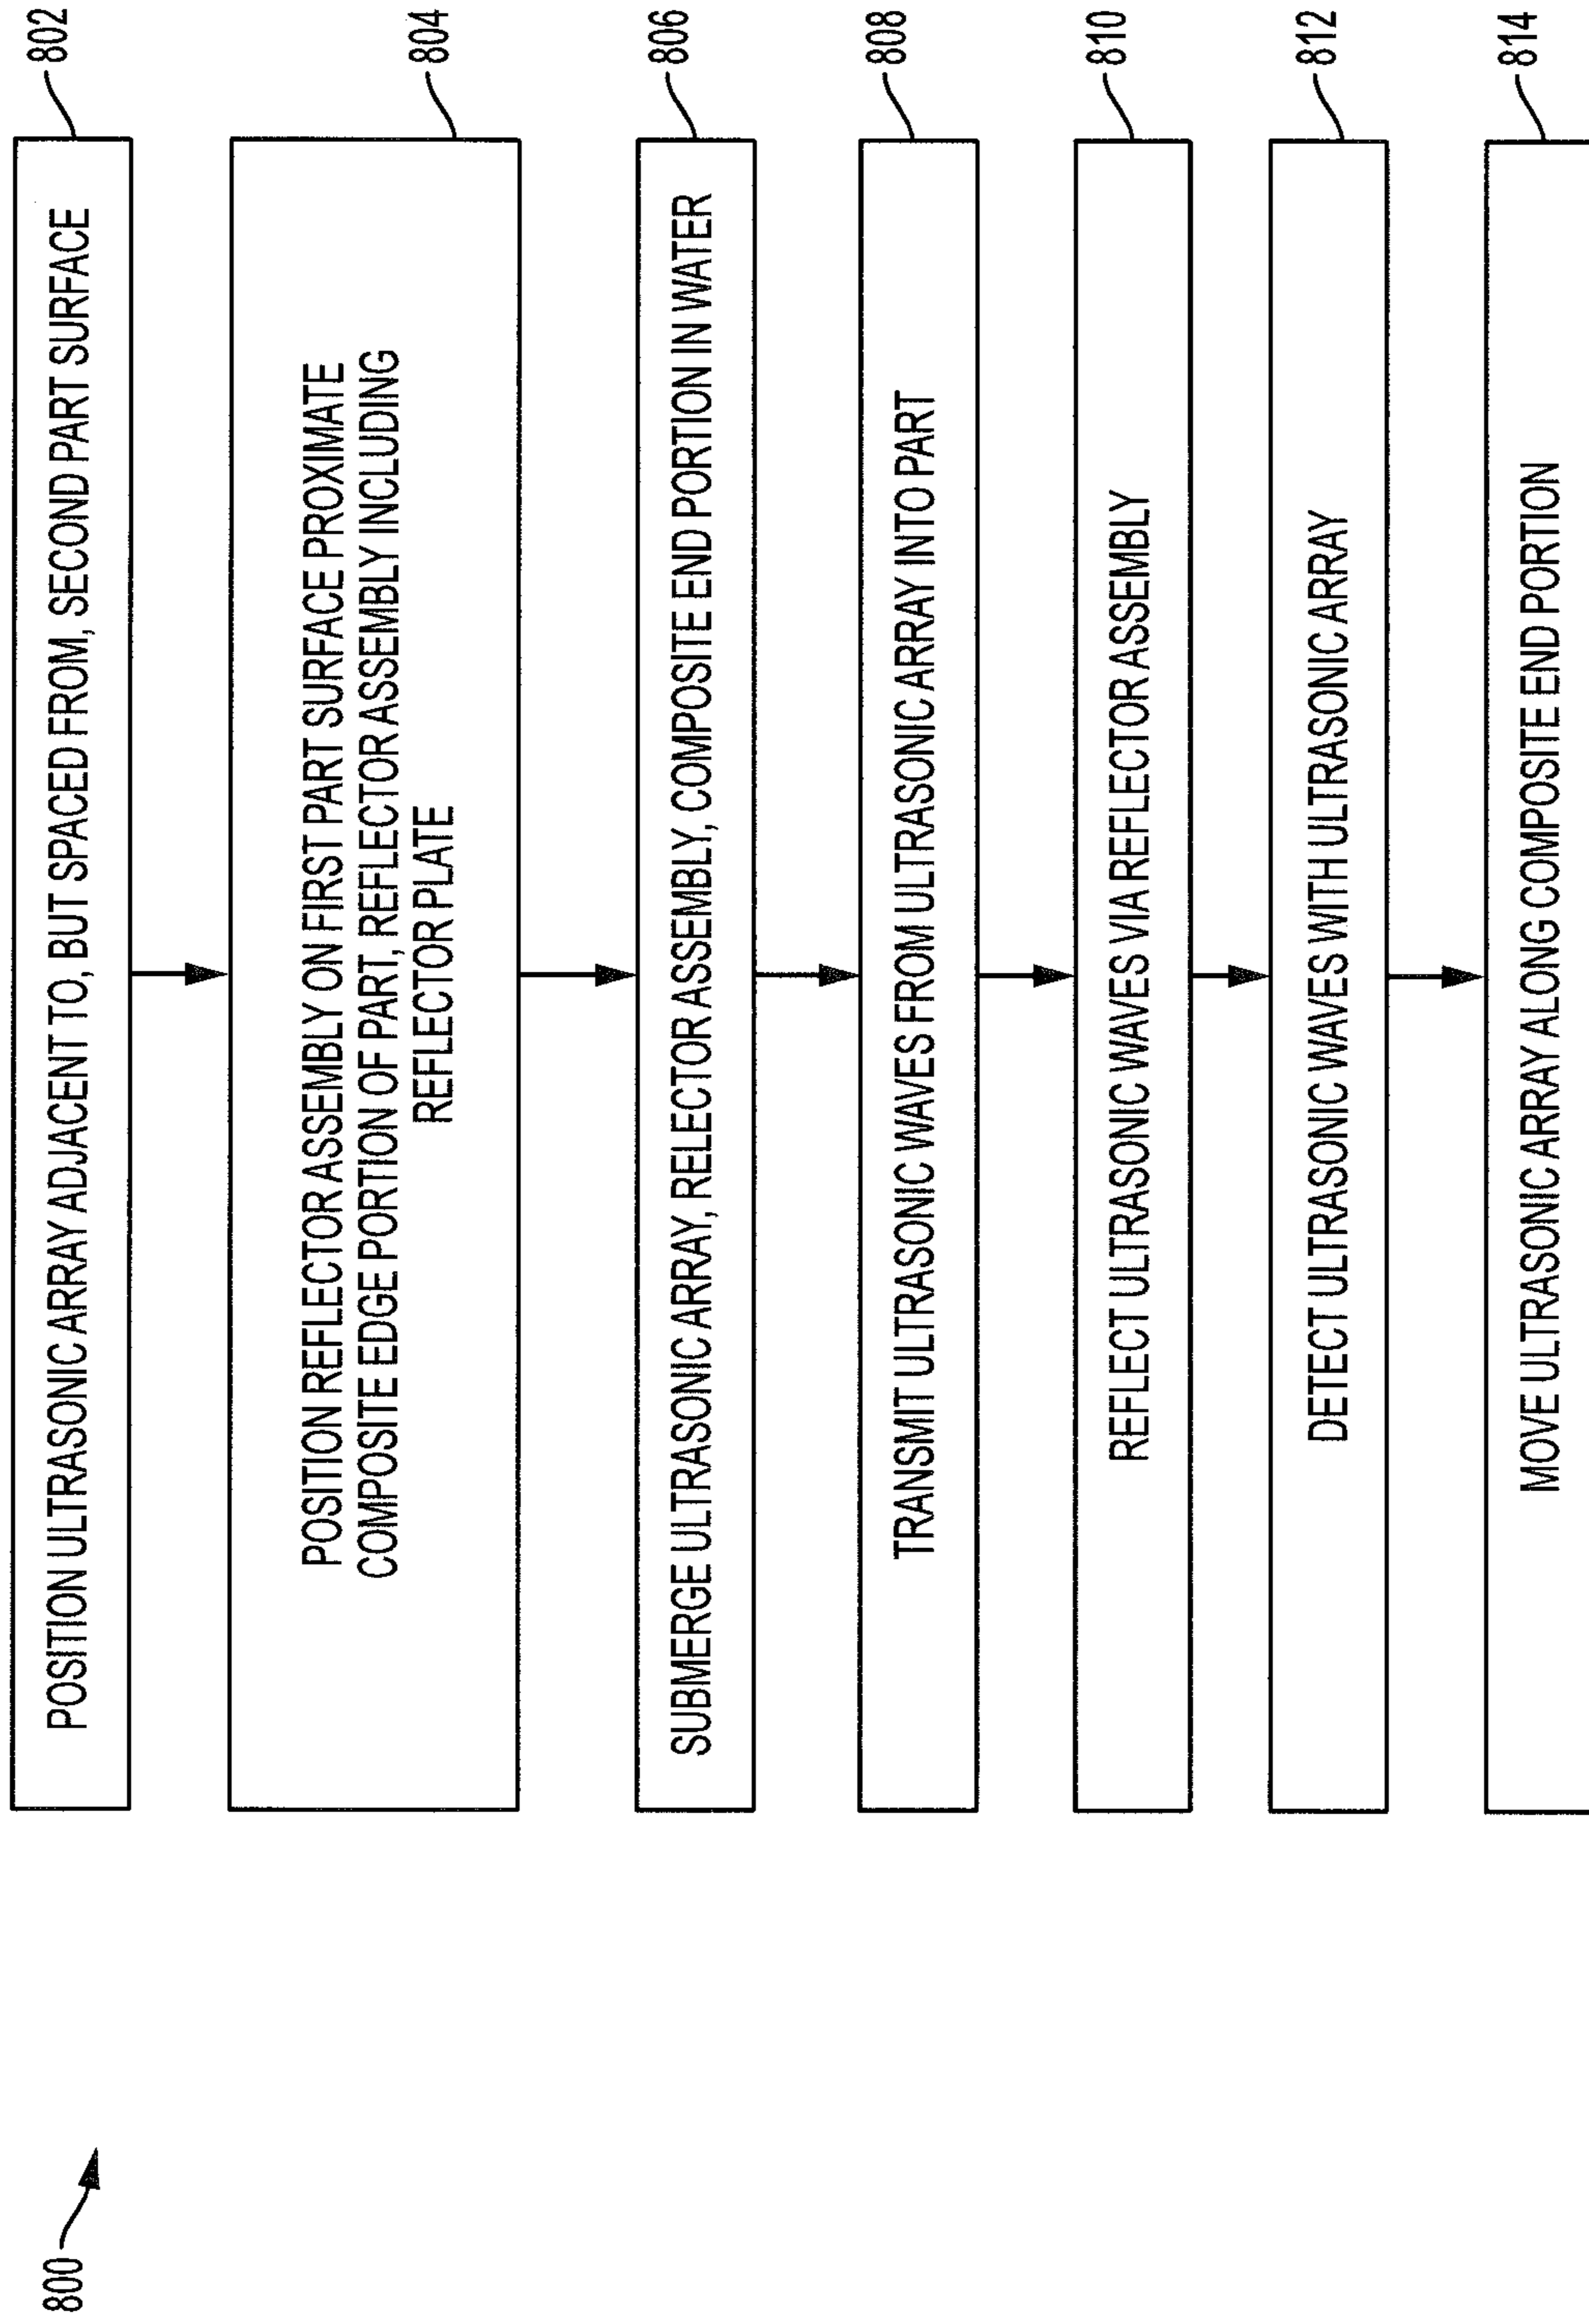 800
802
POSITION ULTRASONIC ARRAY ADJACENT TO, BUT SPACED FROM, SECOND PART SURFACE
804
POSITION REFLECTOR ASSEMBLY ON FIRST PART SURFACE PROXIMATE
COMPOSITE EDGE PORTION OF PART, REFLECTOR ASSEMBLY INCLUDING
REFLECTOR PLATE
806
SUBMERGE ULTRASONIC ARRAY, RELECTOR ASSEMBLY, COMPOSITE END PORTION IN WATER
808
TRANSMIT ULTRASONIC WAVES FROM ULTRASONIC ARRAY INTO PART
810
REFLECT ULTRASONIC WAVES VIA REFLECTOR ASSEMBLY
812
DETECT ULTRASONIC WAVES WITH ULTRASONIC ARRAY
814
MOVE ULTRASONIC ARRAY ALONG COMPOSITE END PORTION